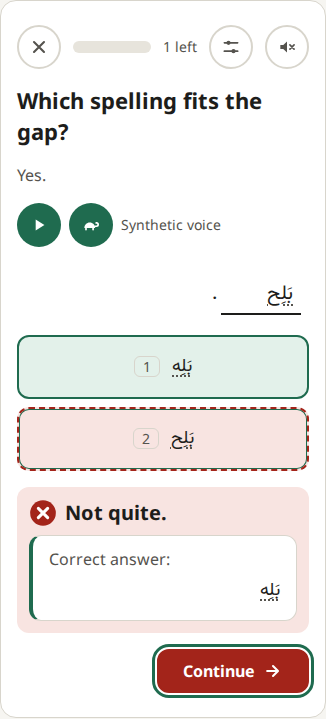 1 left
Which spelling fits the
gap?
Yes.
Synthetic voice
بَلِح .
1 بَلِه
2 بَلِح
Not quite.
Correct answer:
بَلِه
Continue →